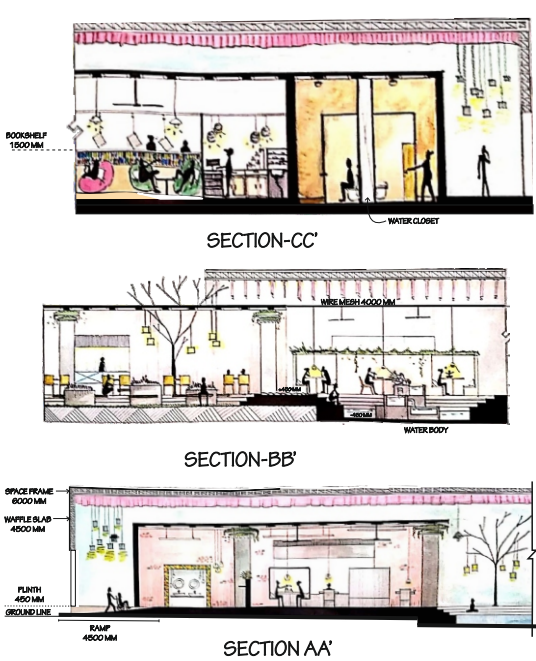 BOOKSHELF
1500 MM
WATER CLOSET
SECTION-CC'
WIRE MESH 4000 MM
+450 MM
-450 MM
WATER BODY
SECTION-BB'
SPACE FRAME
6000 MM
WAFFLE SLAB
4500 MM
PLINTH
450 MM
GROUND LINE
RAMP
4500 MM
SECTION AA'